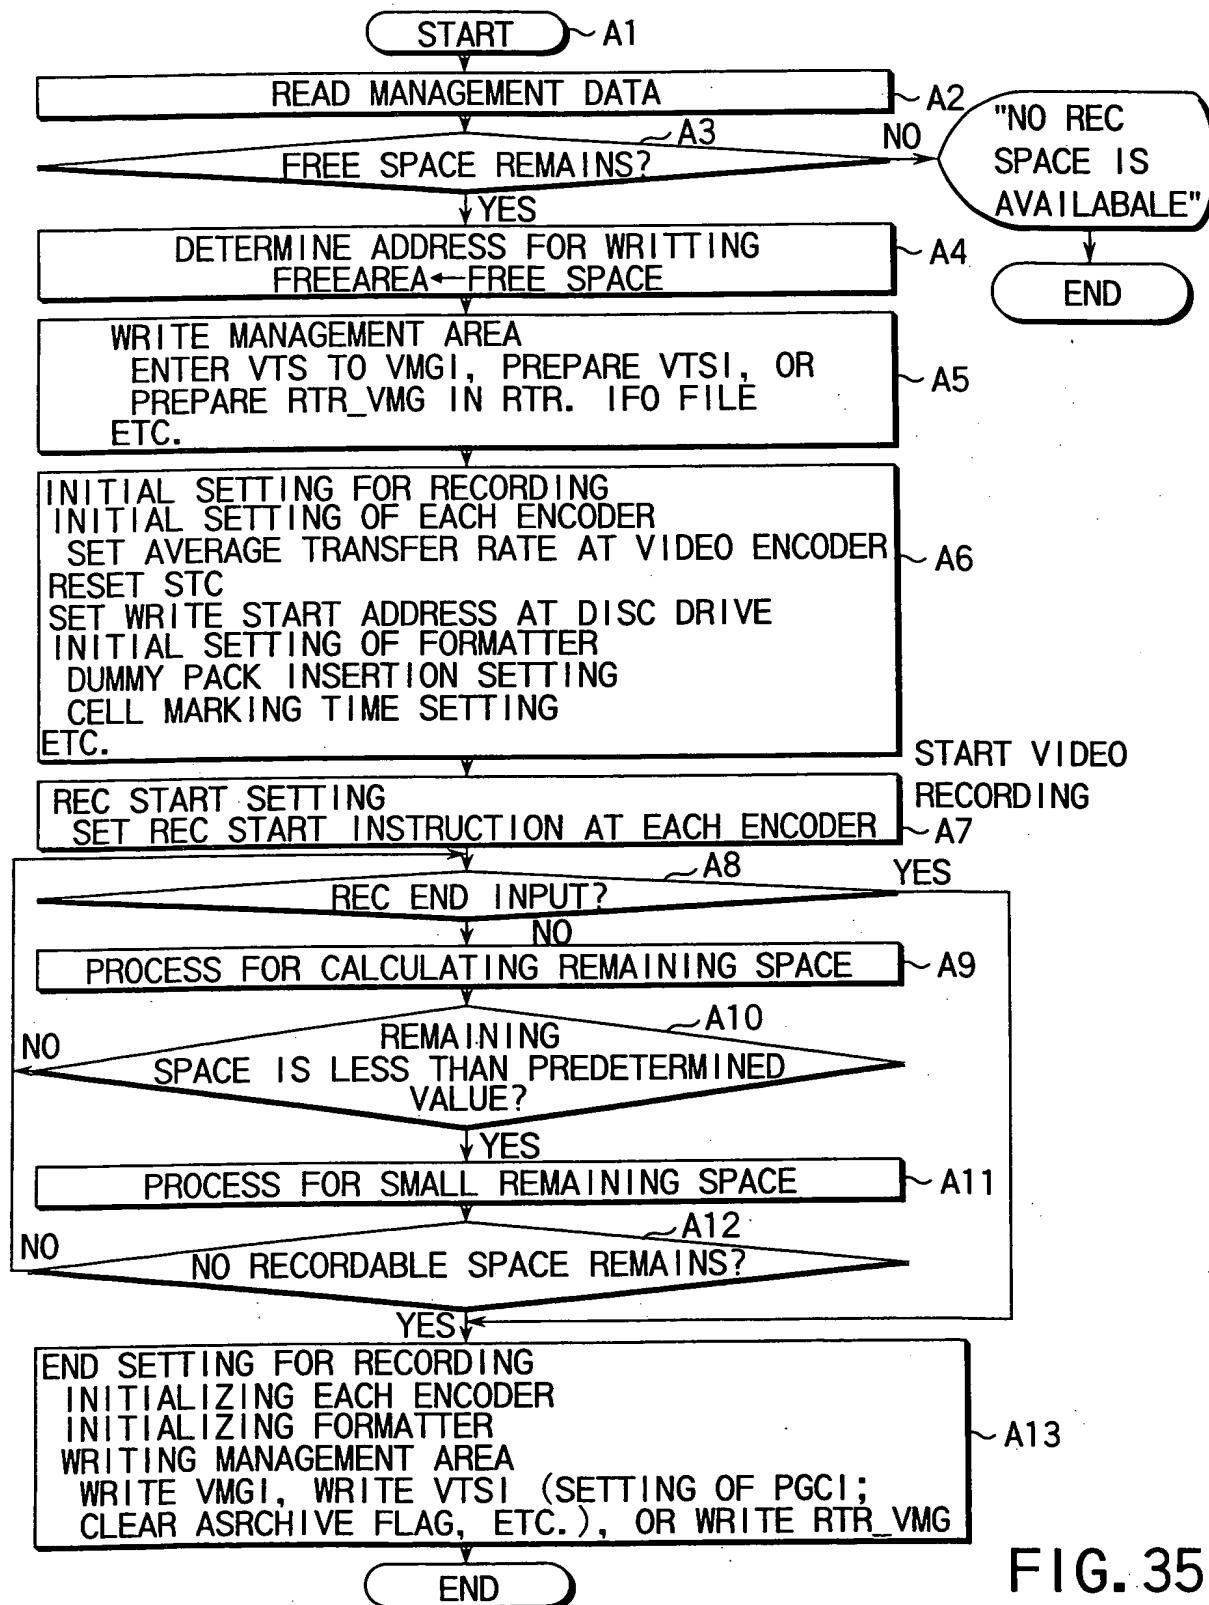 START
A1
READ MANAGEMENT DATA
A2
A3
FREE SPACE REMAINS?
NO
"NO REC
SPACE IS
AVAILABALE"
END
YES
DETERMINE ADDRESS FOR WRITTING
FREEAREA←FREE SPACE
A4
WRITE MANAGEMENT AREA
ENTER VTS TO VMGI, PREPARE VTSI, OR
PREPARE RTR_VMG IN RTR. IFO FILE
ETC.
A5
INITIAL SETTING FOR RECORDING
INITIAL SETTING OF EACH ENCODER
SET AVERAGE TRANSFER RATE AT VIDEO ENCODER
RESET STC
SET WRITE START ADDRESS AT DISC DRIVE
INITIAL SETTING OF FORMATTER
DUMMY PACK INSERTION SETTING
CELL MARKING TIME SETTING
ETC.
A6
START VIDEO
RECORDING
REC START SETTING
SET REC START INSTRUCTION AT EACH ENCODER
A7
A8
REC END INPUT?
YES
NO
PROCESS FOR CALCULATING REMAINING SPACE
A9
A10
REMAINING
SPACE IS LESS THAN PREDETERMINED
VALUE?
NO
YES
PROCESS FOR SMALL REMAINING SPACE
A11
A12
NO RECORDABLE SPACE REMAINS?
NO
YES
END SETTING FOR RECORDING
INITIALIZING EACH ENCODER
INITIALIZING FORMATTER
WRITING MANAGEMENT AREA
WRITE VMGI, WRITE VTSI (SETTING OF PGCI;
CLEAR ASRCHIVE FLAG, ETC.), OR WRITE RTR_VMG
A13
END
FIG. 35